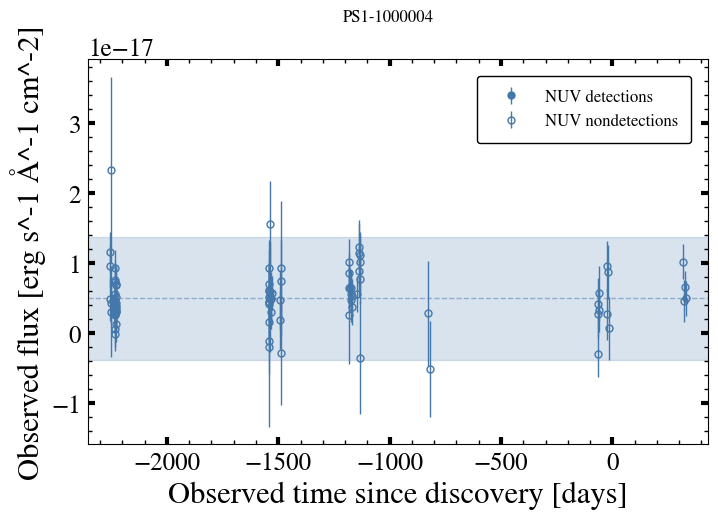 PS1-1000004
1e−17
Observed flux [erg s^-1 Å^-1 cm^-2]
3
2
1
0
−1
NUV detections
NUV nondetections
−2000 −1500 −1000 −500 0
Observed time since discovery [days]